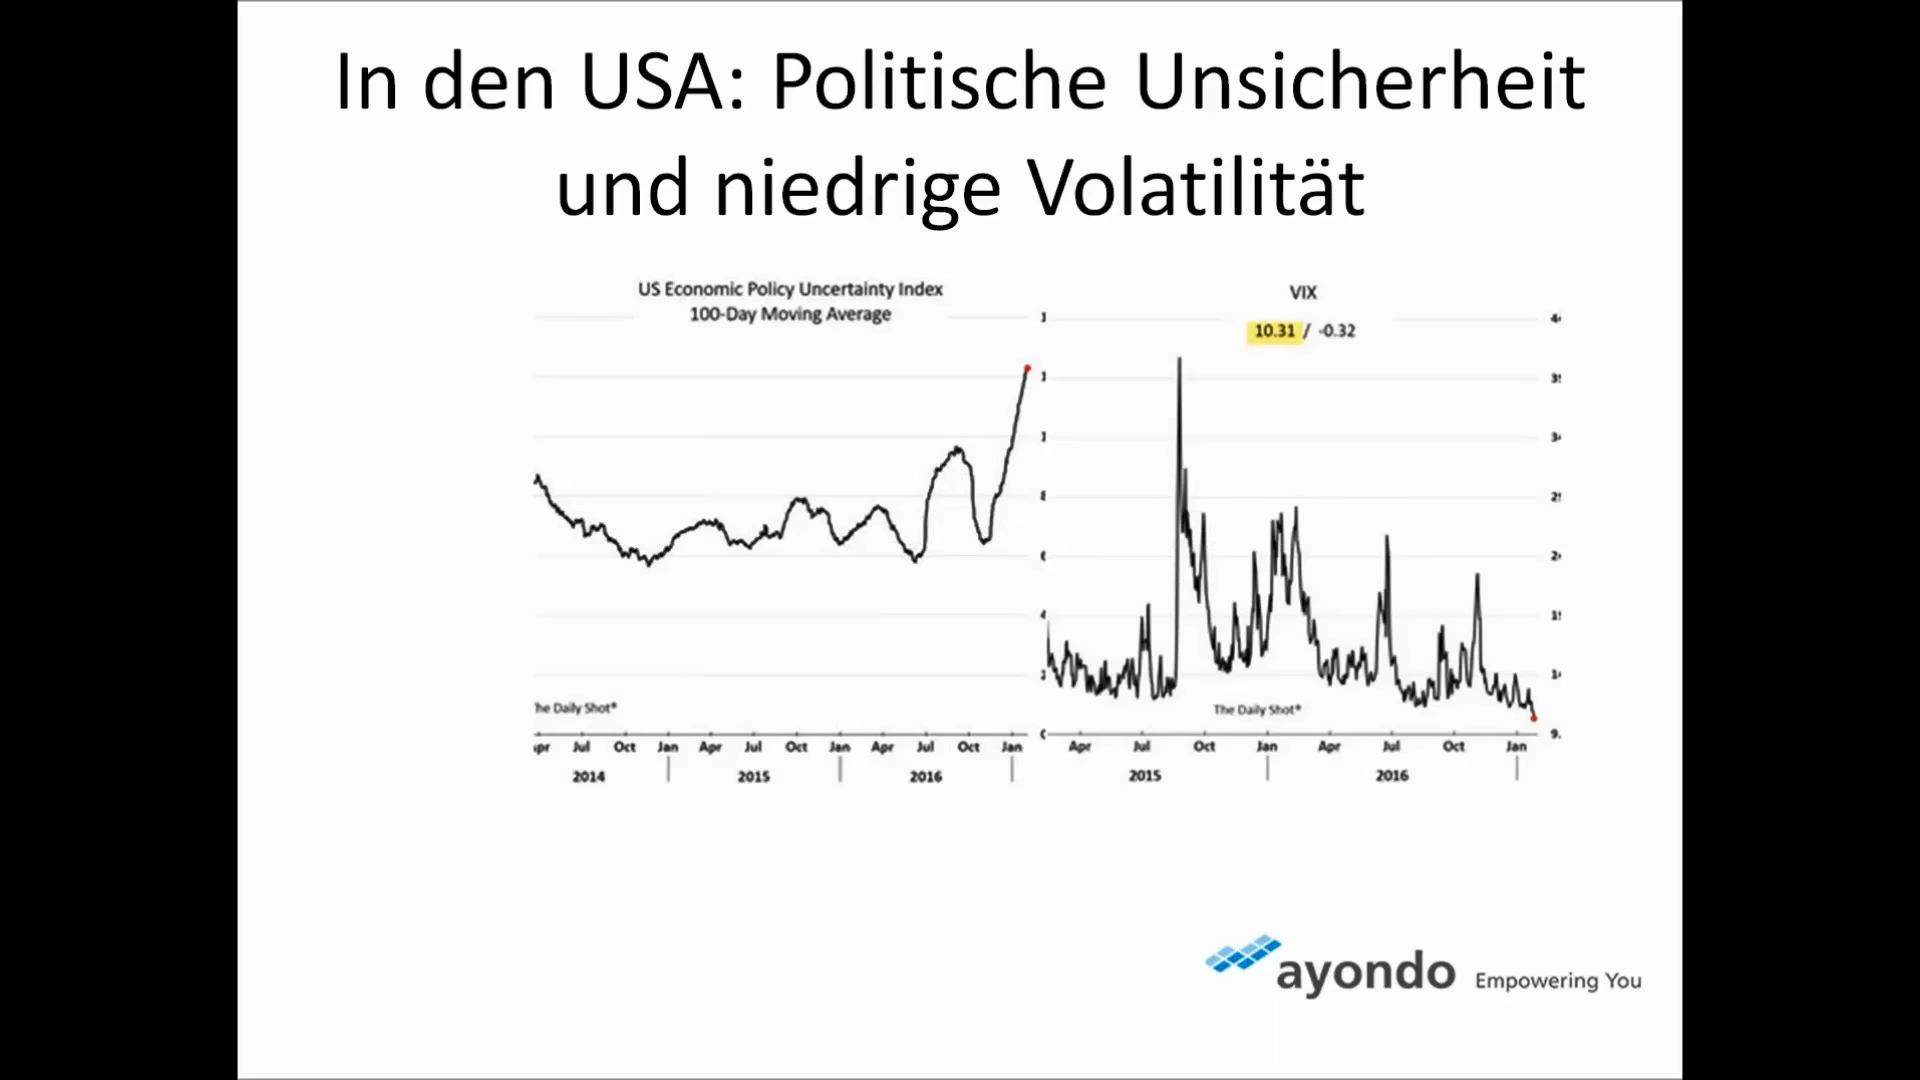 In den USA: Politische Unsicherheit
und niedrige Volatilität
US Economic Policy Uncertainty Index
100-Day Moving Average
The Daily Shot®
Jul Oct Jan Apr Jul Oct Jan Apr Jul Oct Jan
2014 2015 2016
VIX
10.31 / -0.32
The Daily Shot®
Apr Jul Oct Jan Apr Jul Oct Jan
2015 2016
ayondo Empowering You